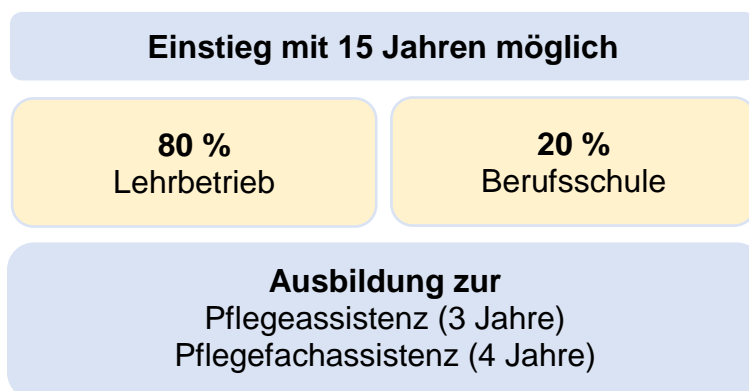 Einstieg mit 15 Jahren möglich
80 %
Lehrbetrieb
20 %
Berufsschule
Ausbildung zur
Pflegeassistenz (3 Jahre)
Pflegefachassistenz (4 Jahre)